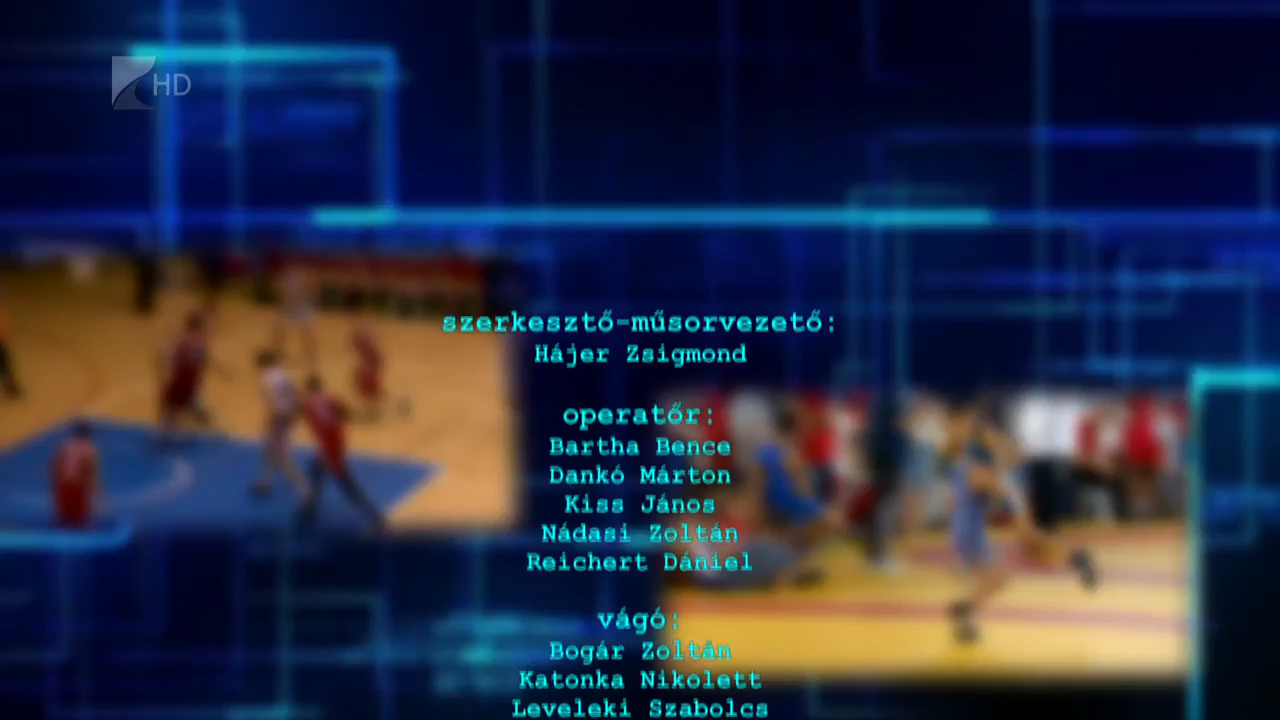 HD
szerkesztő-műsorvezető:
Hájer Zsigmond
operatőr:
Bartha Bence
Dankó Márton
Kiss János
Nádasi Zoltán
Reichert Dániel
vágó:
Bogár Zoltán
Katonka Nikolett
Leveleki Szabolcs